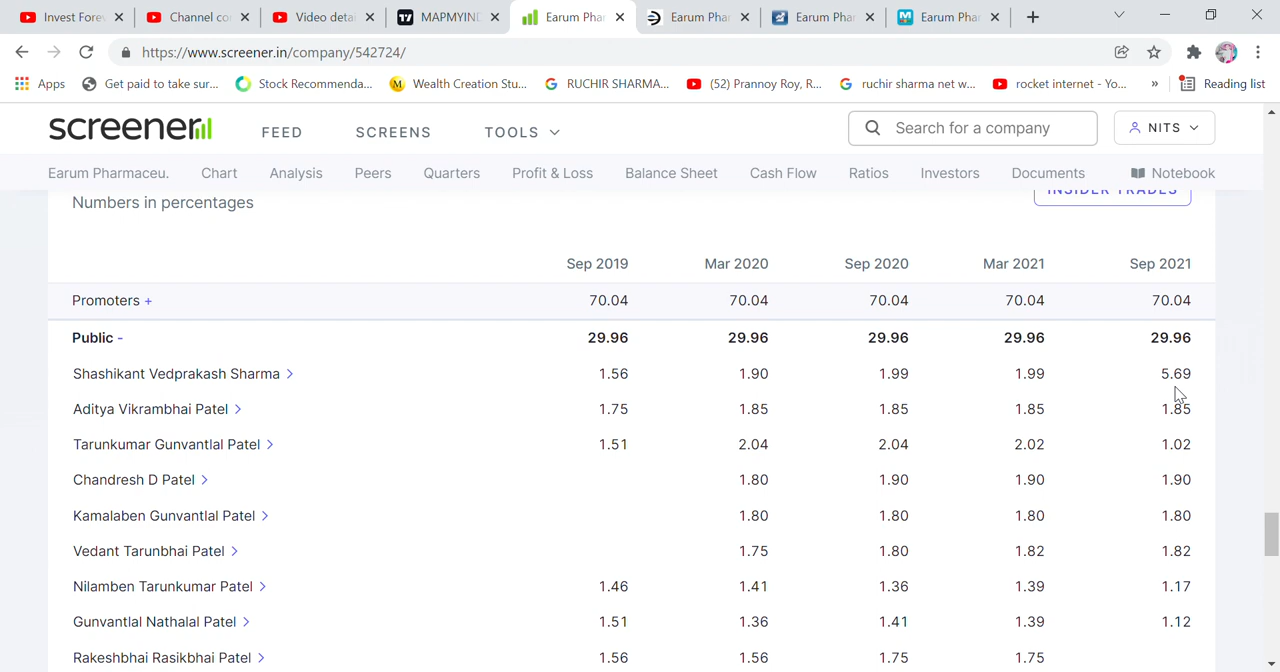 Invest Fore
Channel co
Video detai
MAPMYIND
Earum Phar
Earum Phar
Earum Phar
Earum Phar
https://www.screener.in/company/542724/
Apps
Get paid to take sur...
Stock Recommenda...
Wealth Creation Stu...
RUCHIR SHARMA...
(52) Prannoy Roy, R...
ruchir sharma net w...
rocket internet - Yo...
»
Reading list
screener
FEED
SCREENS
TOOLS
Search for a company
NITS
Earum Pharmaceu.
Chart
Analysis
Peers
Quarters
Profit & Loss
Balance Sheet
Cash Flow
Ratios
Investors
Documents
Notebook
Numbers in percentages
INSIDER TRADES
Sep 2019 Mar 2020 Sep 2020 Mar 2021 Sep 2021
Promoters + 70.04 70.04 70.04 70.04 70.04
Public - 29.96 29.96 29.96 29.96 29.96
Shashikant Vedprakash Sharma 1.56 1.90 1.99 1.99 5.69
Aditya Vikrambhai Patel 1.75 1.85 1.85 1.85 1.85
Tarunkumar Gunvantlal Patel 1.51 2.04 2.04 2.02 1.02
Chandresh D Patel 1.80 1.90 1.90 1.90
Kamalaben Gunvantlal Patel 1.80 1.80 1.80 1.80
Vedant Tarunbhai Patel 1.75 1.80 1.82 1.82
Nilamben Tarunkumar Patel 1.46 1.41 1.36 1.39 1.17
Gunvantlal Nathalal Patel 1.51 1.36 1.41 1.39 1.12
Rakeshbhai Rasikbhai Patel 1.56 1.56 1.75 1.75